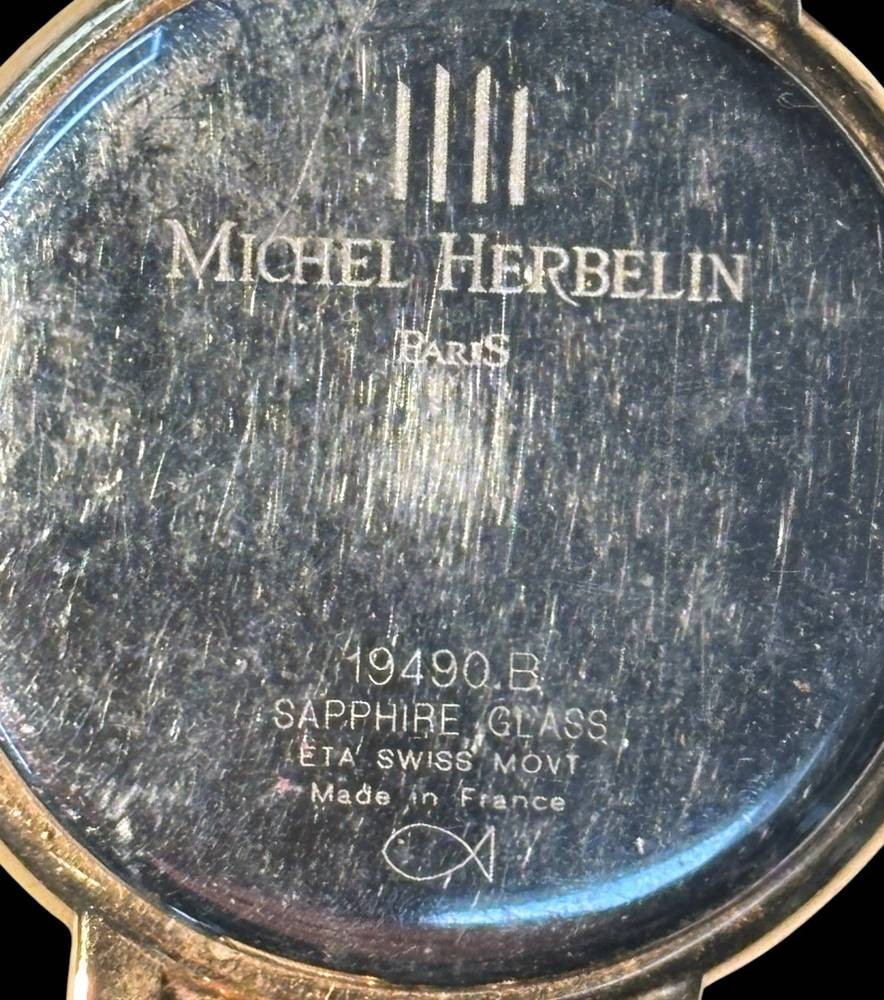 MICHEL HERBELIN
PARIS
19490.B
SAPPHIRE GLASS
ETA SWISS MOVT
Made in France